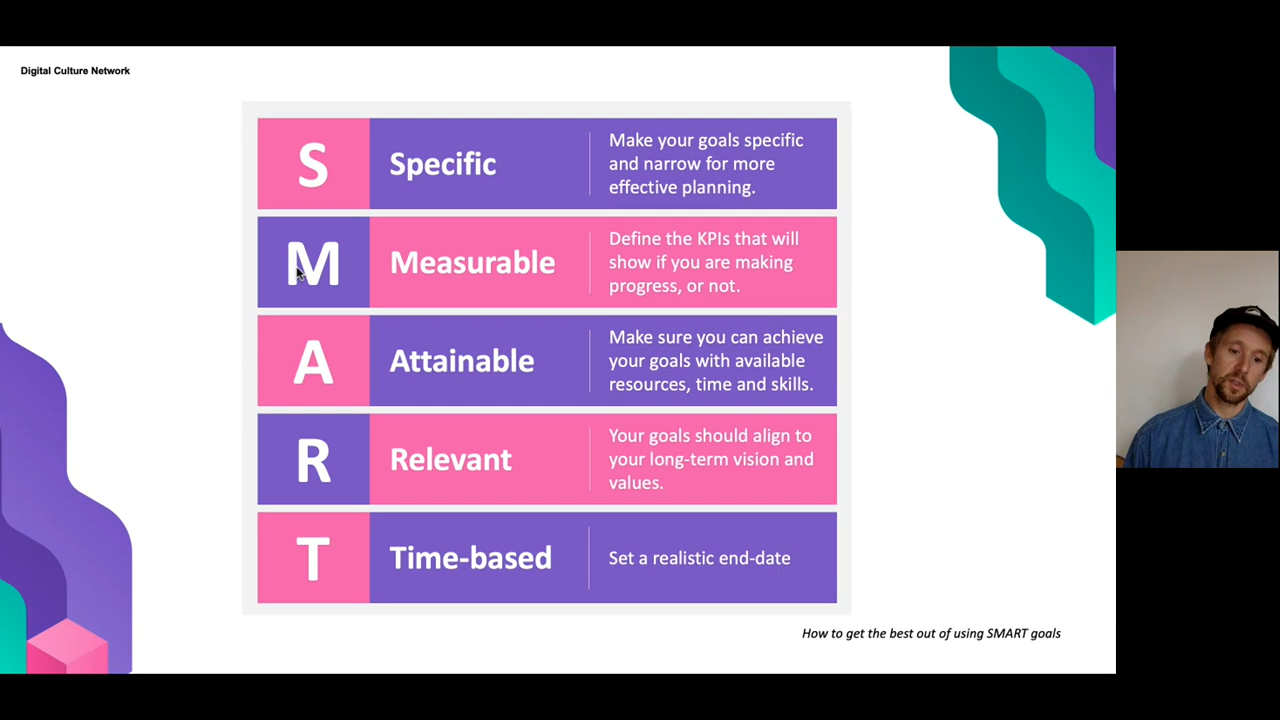 Digital Culture Network
S
Specific
Make your goals specific
and narrow for more
effective planning.
M
Measurable
Define the KPIs that will
show if you are making
progress, or not.
A
Attainable
Make sure you can achieve
your goals with available
resources, time and skills.
R
Relevant
Your goals should align to
your long-term vision and
values.
T
Time-based
Set a realistic end-date
How to get the best out of using SMART goals